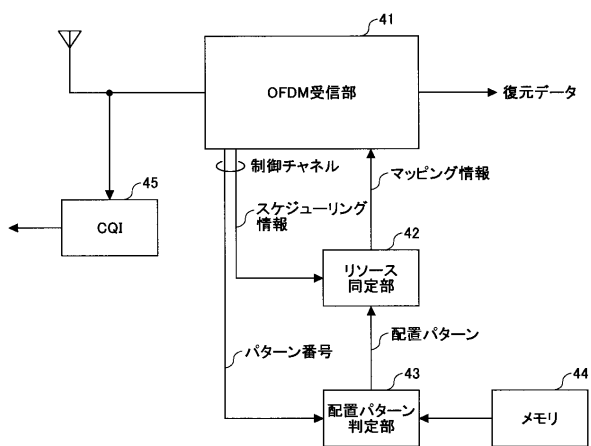 41
OFDM受信部
復元データ
制御チャネル
マッピング情報
45
CQI
スケジューリング
情報
42
リソース
同定部
配置パターン
パターン番号
43
配置パターン
判定部
44
メモリ